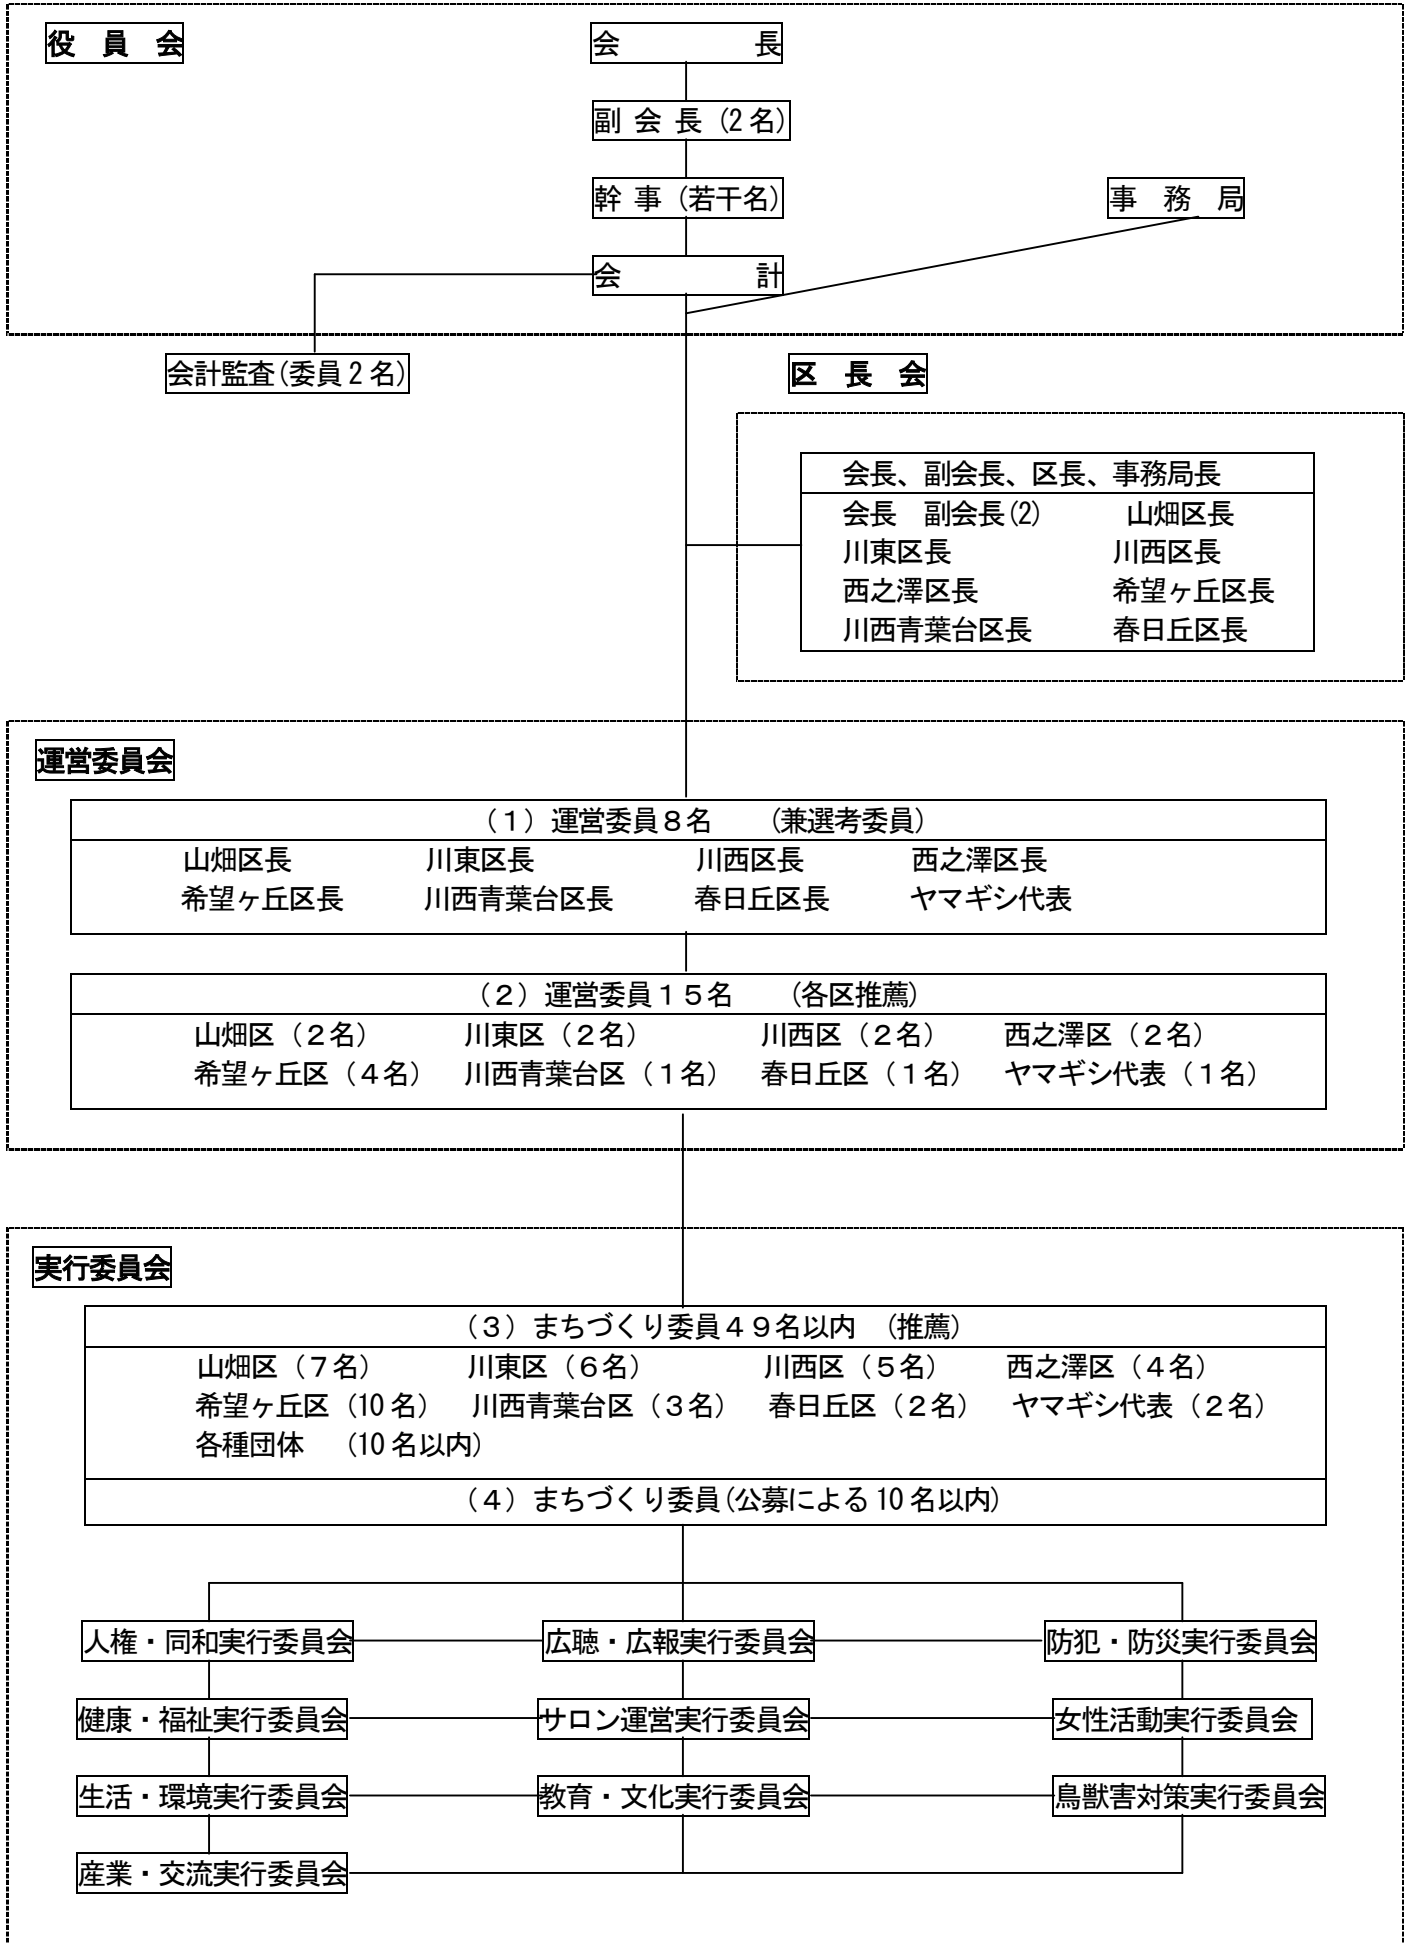 役　員　会
会　　　　　長
副 会 長（2 名）
幹 事（若干名）
事　務　局
会　　　　　計
会計監査（委員 2 名）
区　長　会
会長、副会長、区長、事務局長
会長　副会長（2）　　　山畑区長
川東区長　　　　　　川西区長
西之澤区長　　　　　希望ヶ丘区長
川西青葉台区長　　　春日丘区長
運営委員会
（１）運営委員８名　　（兼選考委員）
山畑区長　　　　　川東区長　　　　　　川西区長　　　　西之澤区長
希望ヶ丘区長　　　川西青葉台区長　　　春日丘区長　　　ヤマギシ代表
（２）運営委員１５名　　（各区推薦）
山畑区（２名）　　　川東区（２名）　　　　川西区（２名）　　西之澤区（２名）
希望ヶ丘区（４名）　川西青葉台区（１名）　春日丘区（１名）　ヤマギシ代表（１名）
実行委員会
（３）まちづくり委員４９名以内　（推薦）
山畑区（７名）　　　川東区（６名）　　　　川西区（５名）　　西之澤区（４名）
希望ヶ丘区（10 名）　川西青葉台区（３名）　春日丘区（２名）　ヤマギシ代表（２名）
各種団体　（10 名以内）
（４）まちづくり委員（公募による 10 名以内）
人権・同和実行委員会　広聴・広報実行委員会　防犯・防災実行委員会
健康・福祉実行委員会　サロン運営実行委員会　女性活動実行委員会
生活・環境実行委員会　教育・文化実行委員会　鳥獣害対策実行委員会
産業・交流実行委員会